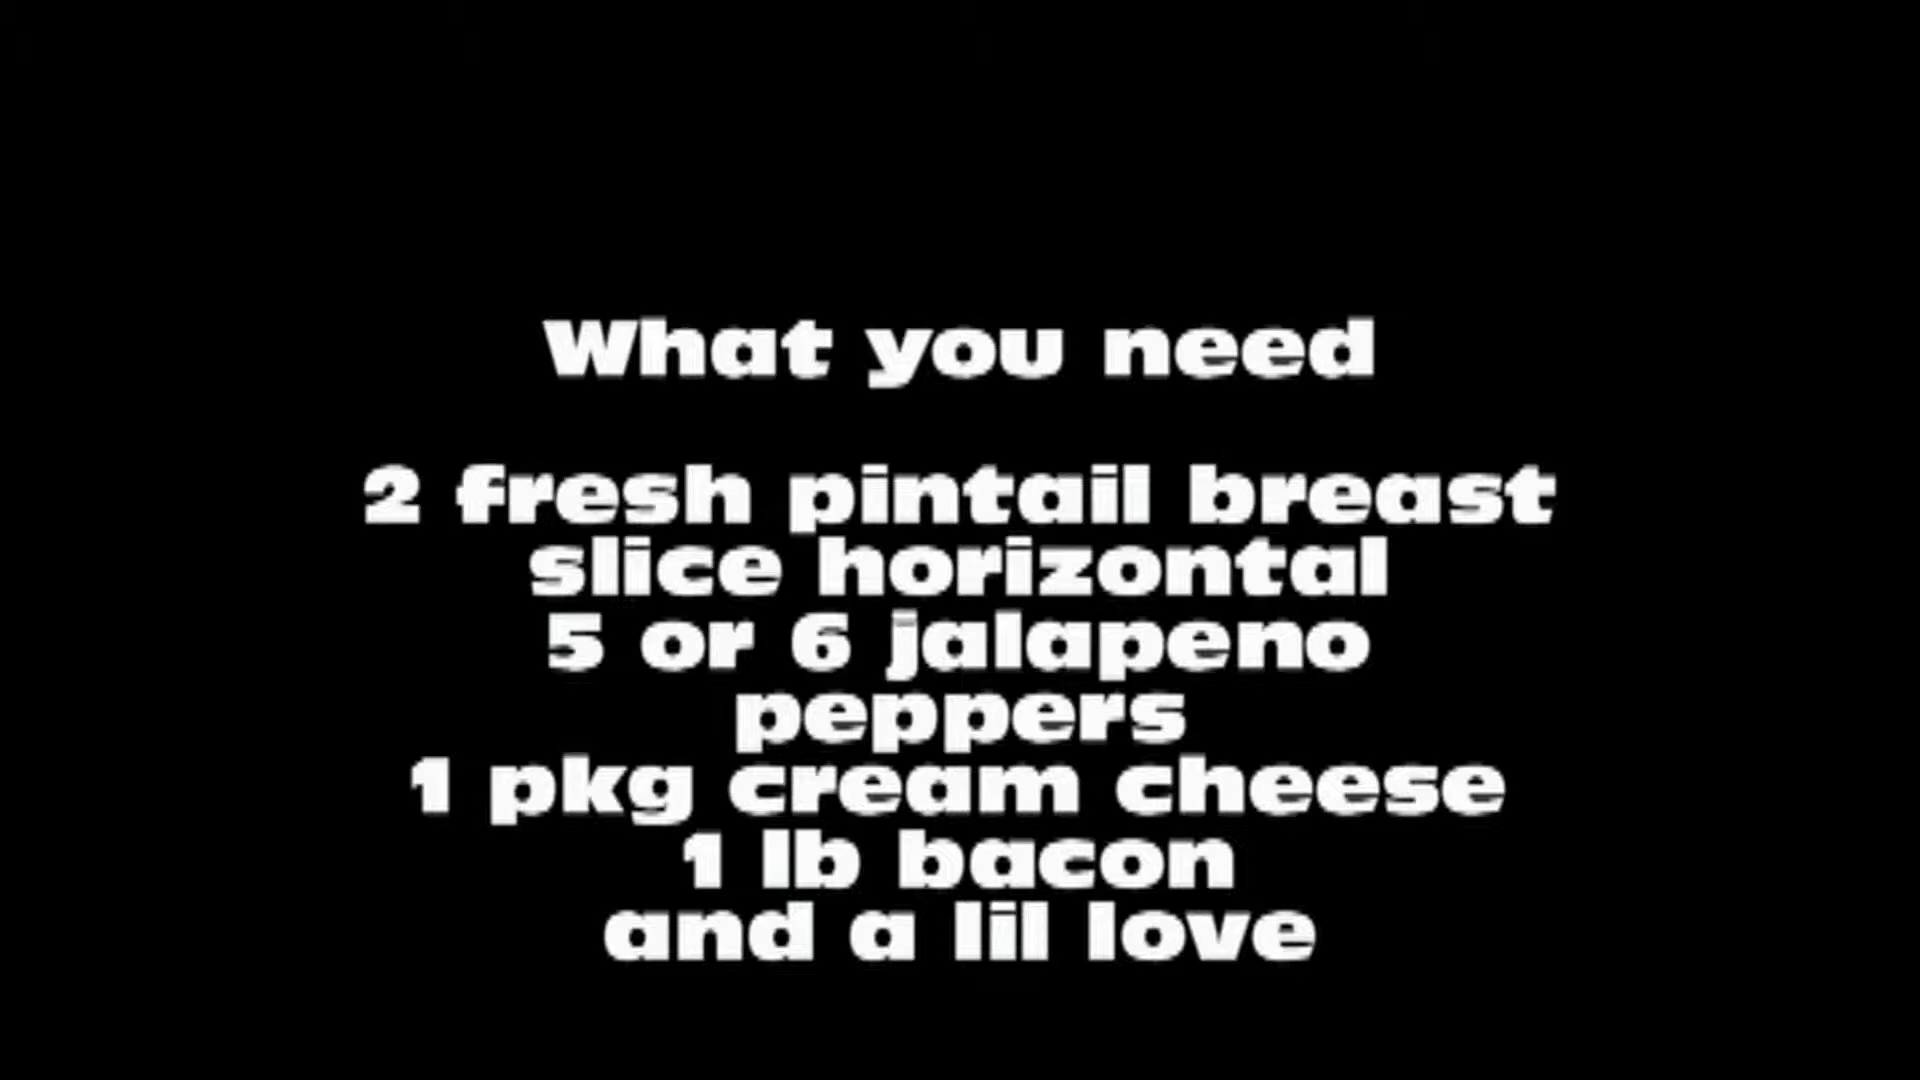 What you need
2 fresh pintail breast
slice horizontal
5 or 6 jalapeno
peppers
1 pkg cream cheese
1 lb bacon
and a lil love